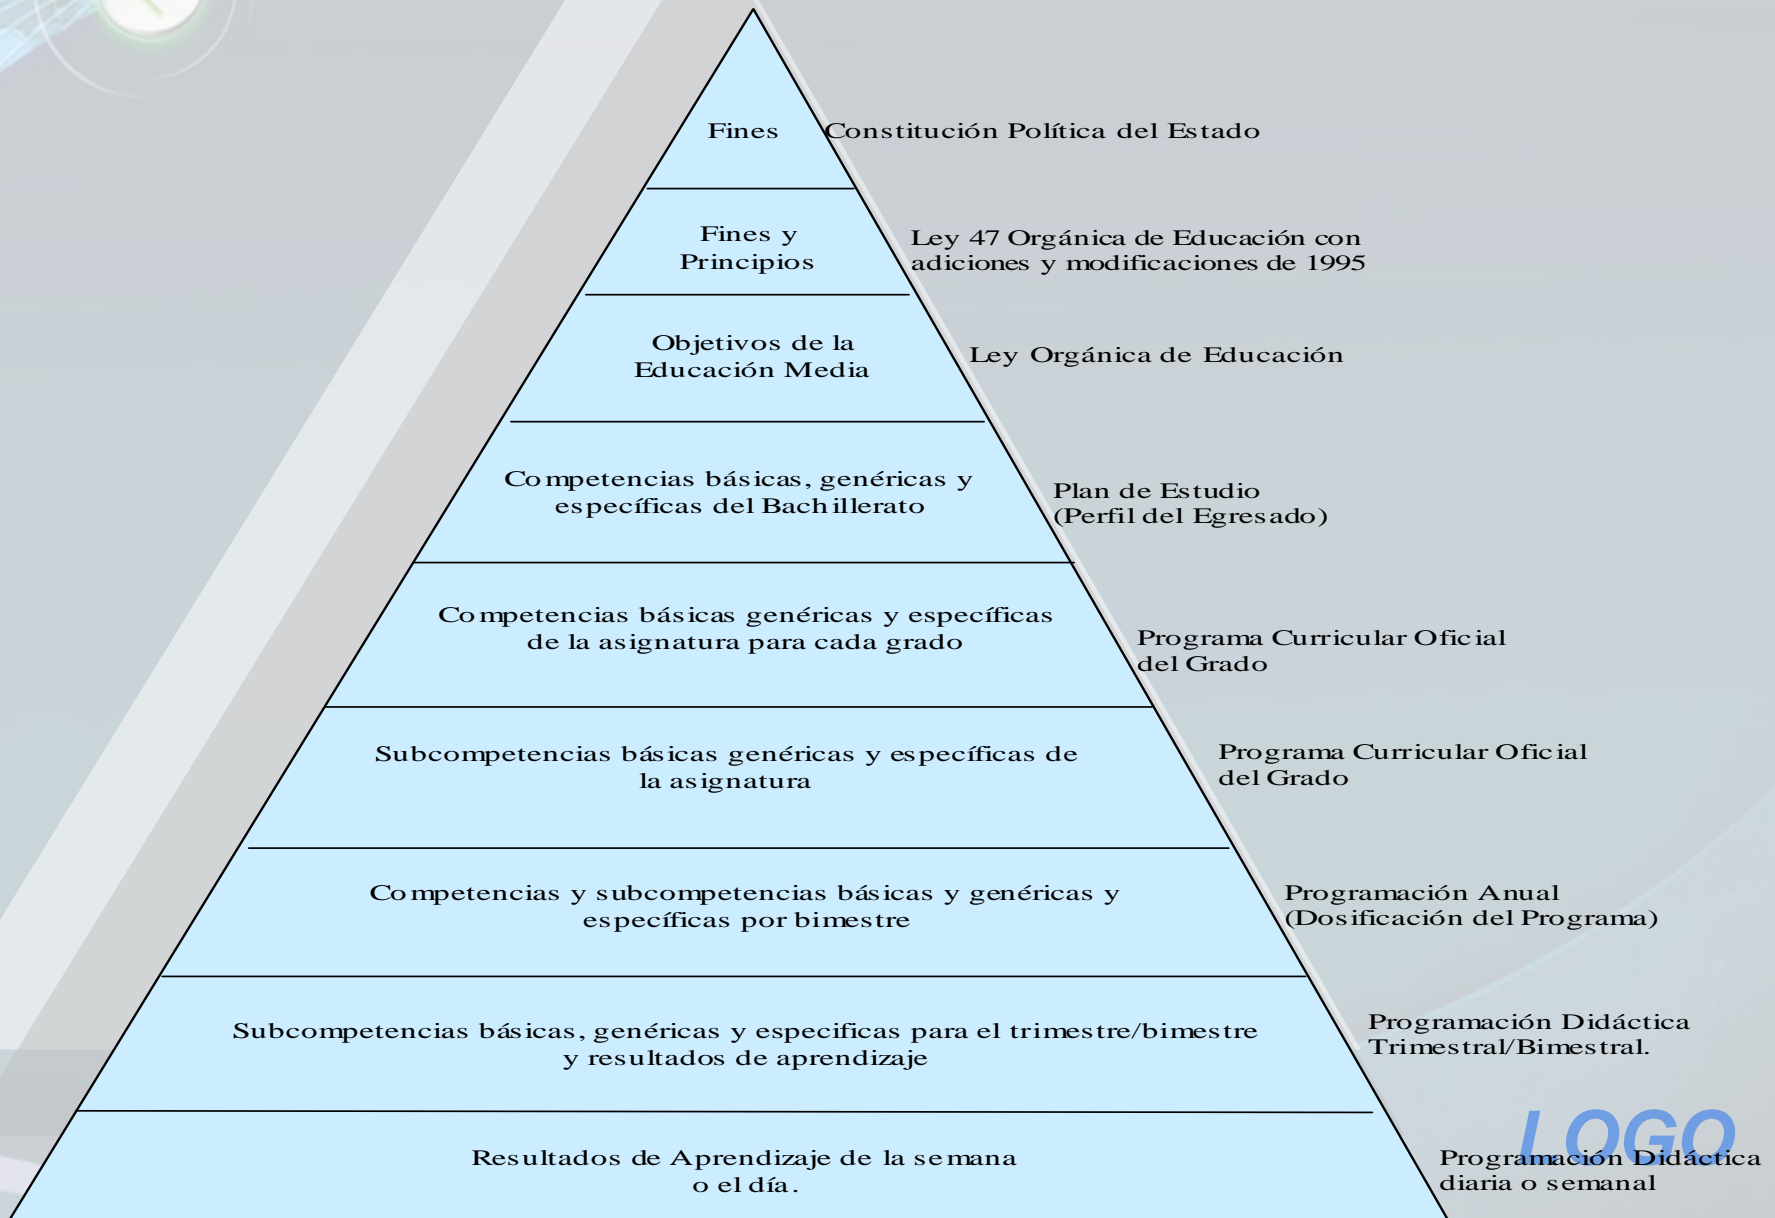 Fines
Constitución Política del Estado
Fines y
Principios
Ley 47 Orgánica de Educación con
adiciones y modificaciones de 1995
Objetivos de la
Educación Media
Ley Orgánica de Educación
Competencias básicas, genéricas y
específicas del Bachillerato
Plan de Estudio
(Perfil del Egresado)
Competencias básicas genéricas y específicas
de la asignatura para cada grado
Programa Curricular Oficial
del Grado
Subcompetencias básicas genéricas y específicas de
la asignatura
Programa Curricular Oficial
del Grado
Competencias y subcompetencias básicas y genéricas y
específicas por bimestre
Programación Anual
(Dosificación del Programa)
Subcompetencias básicas, genéricas y especificas para el trimestre/bimestre
y resultados de aprendizaje
Programación Didáctica
Trimestral/Bimestral.
Resultados de Aprendizaje de la semana
o el día.
LOGO
Programación Didáctica
diaria o semanal